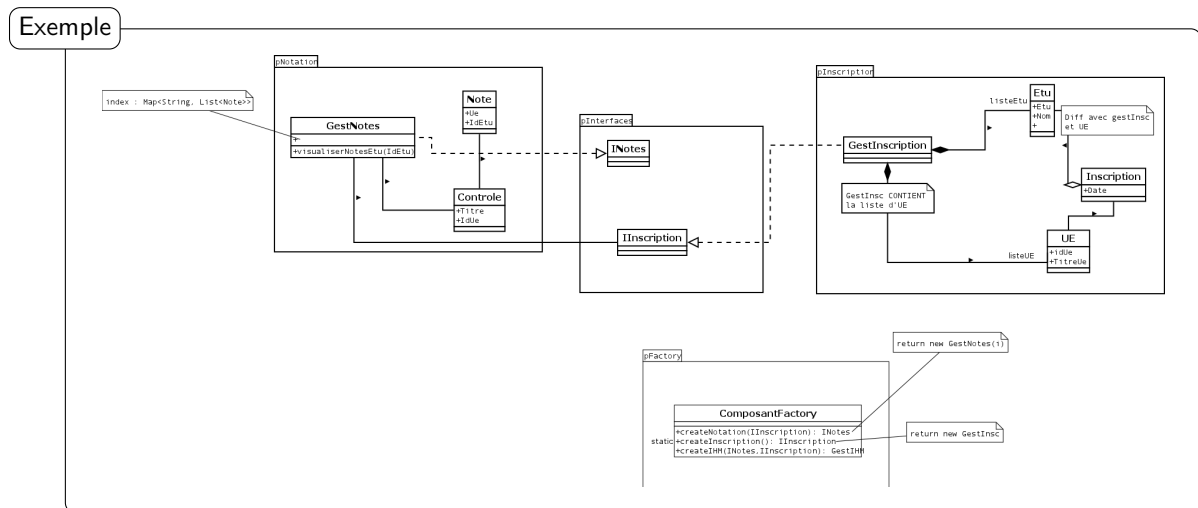 Exemple
pNotation
index : Map<String, List<Note>>
GestNotes
+visualiserNotesEtu(IdEtu)
Note
+Ue
+IdEtu
Controle
+Titre
+IdUe
pInterfaces
INotes
IInscription
pInscription
GestInscription
GestInsc CONTIENT
la liste d'UE
listeEtu
Etu
+Etu
+Nom
+
Diff avec gestInsc
et UE
Inscription
+Date
UE
+idUe
+TitreUe
listeUE
pFactory
ComposantFactory
+createNotation(IInscription): INotes
static
+createInscription(): IInscription
+createIHM(INotes,IInscription): GestIHM
return new GestNotes(i)
return new GestInsc